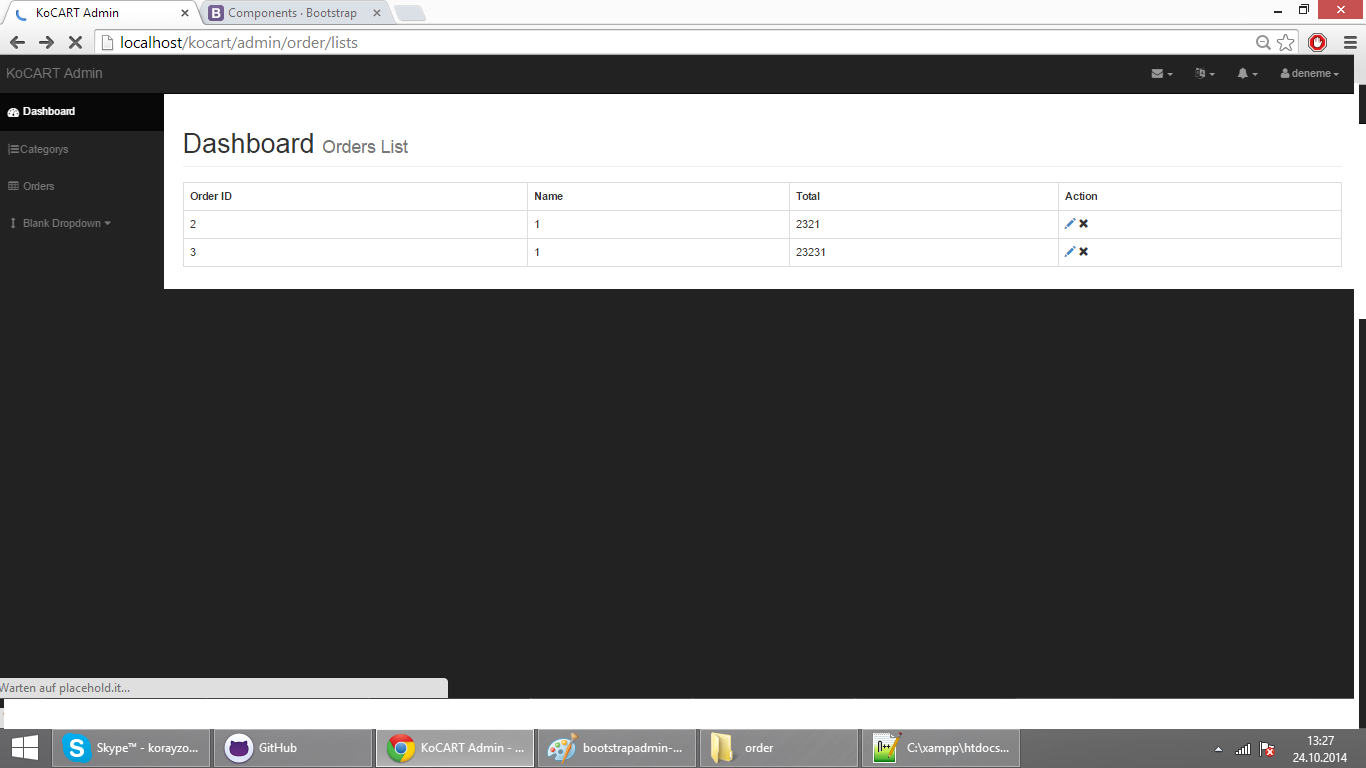 KoCART Admin
B Components · Bootstrap
localhost/kocart/admin/order/lists
KoCART Admin
deneme
Dashboard
Categorys
Orders
Blank Dropdown
Dashboard Orders List
Order ID Name Total Action
2 1 2321
3 1 23231
Warten auf placehold.it...
Skype™ - korayzo...
GitHub
KoCART Admin - ...
bootstrapadmin-...
order
C:\xampp\htdocs...
13:27
24.10.2014